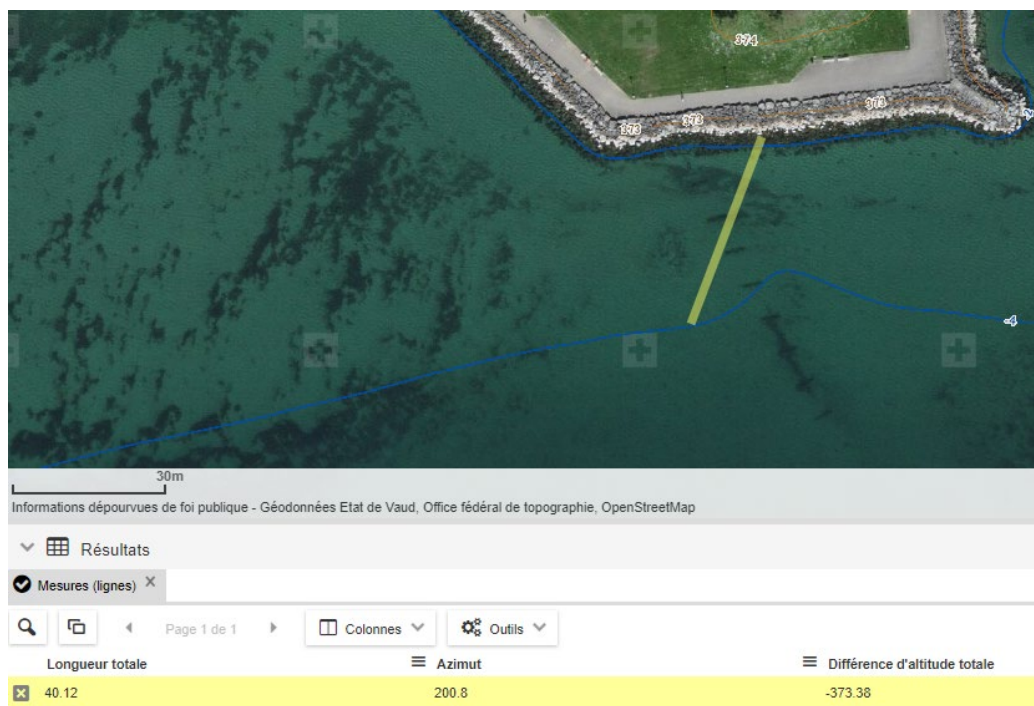 374
373
373
373
-4
30m
Informations dépourvues de foi publique - Géodonnées Etat de Vaud, Office fédéral de topographie, OpenStreetMap
Résultats
Mesures (lignes)
Page 1 de 1 Colonnes Outils
Longueur totale Azimut Différence d'altitude totale
40.12 200.8 -373.38